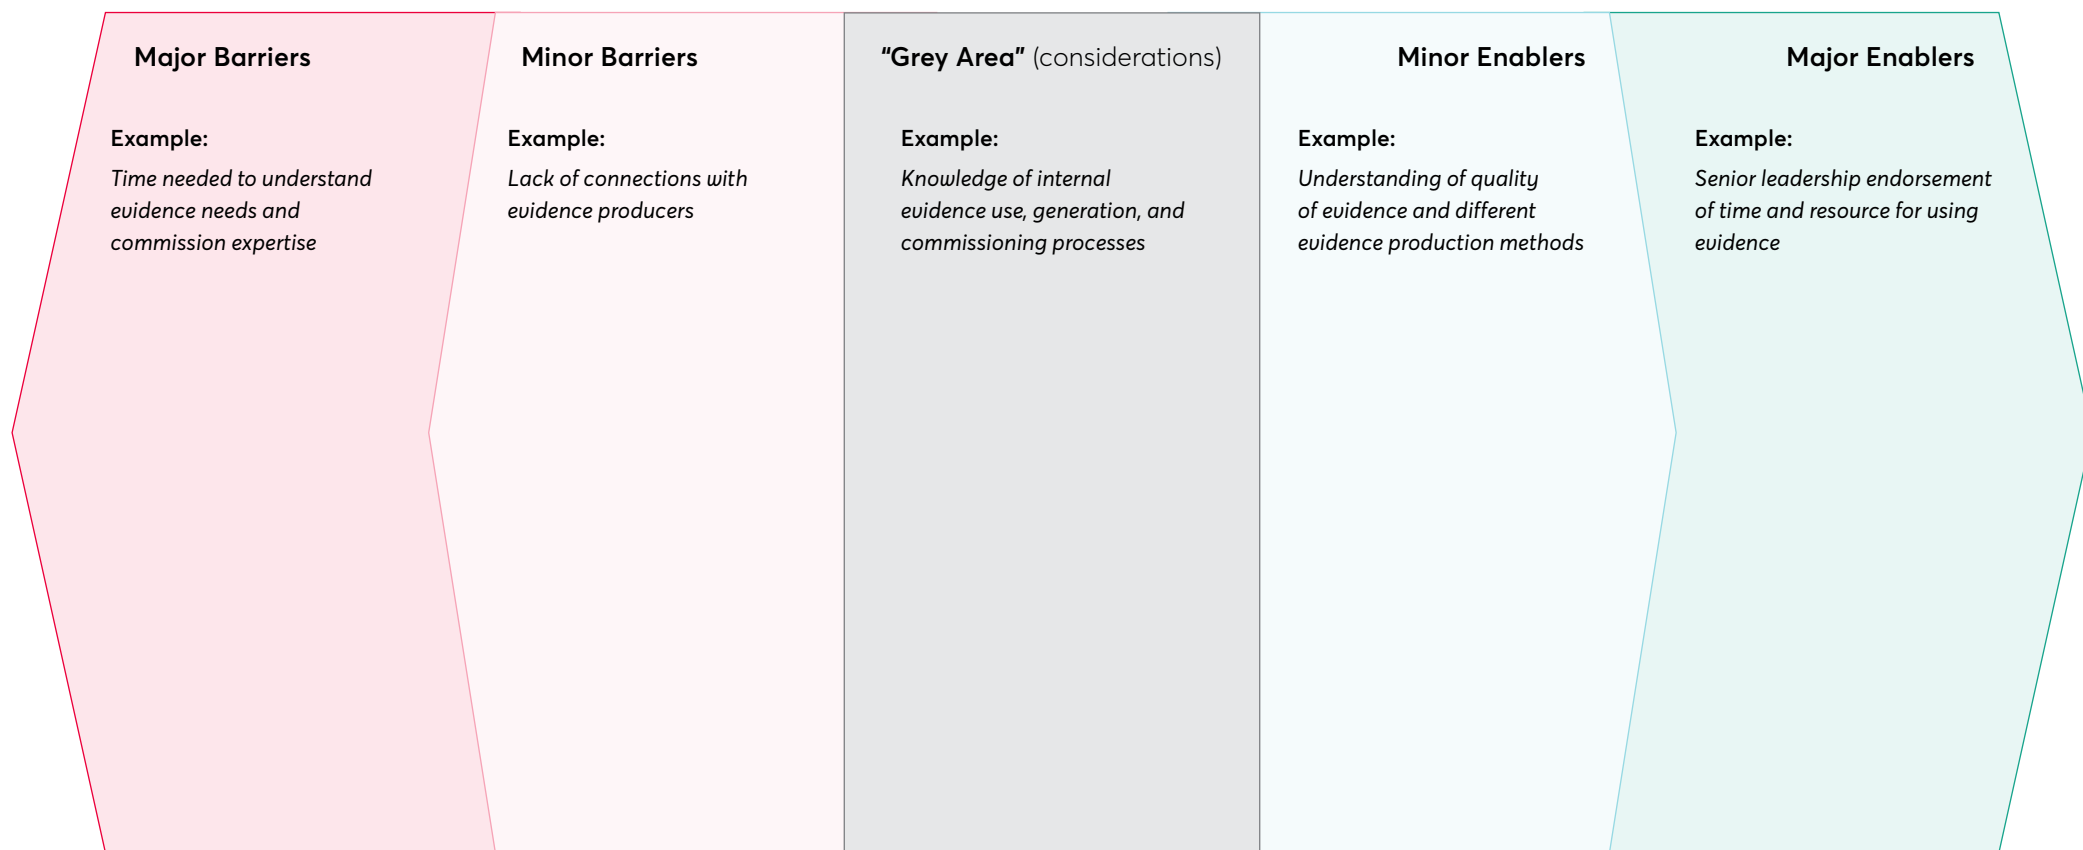 Major Barriers
Example:
Time needed to understand
evidence needs and
commission expertise
Minor Barriers
Example:
Lack of connections with
evidence producers
“Grey Area” (considerations)
Example:
Knowledge of internal
evidence use, generation, and
commissioning processes
Minor Enablers
Example:
Understanding of quality
of evidence and different
evidence production methods
Major Enablers
Example:
Senior leadership endorsement
of time and resource for using
evidence